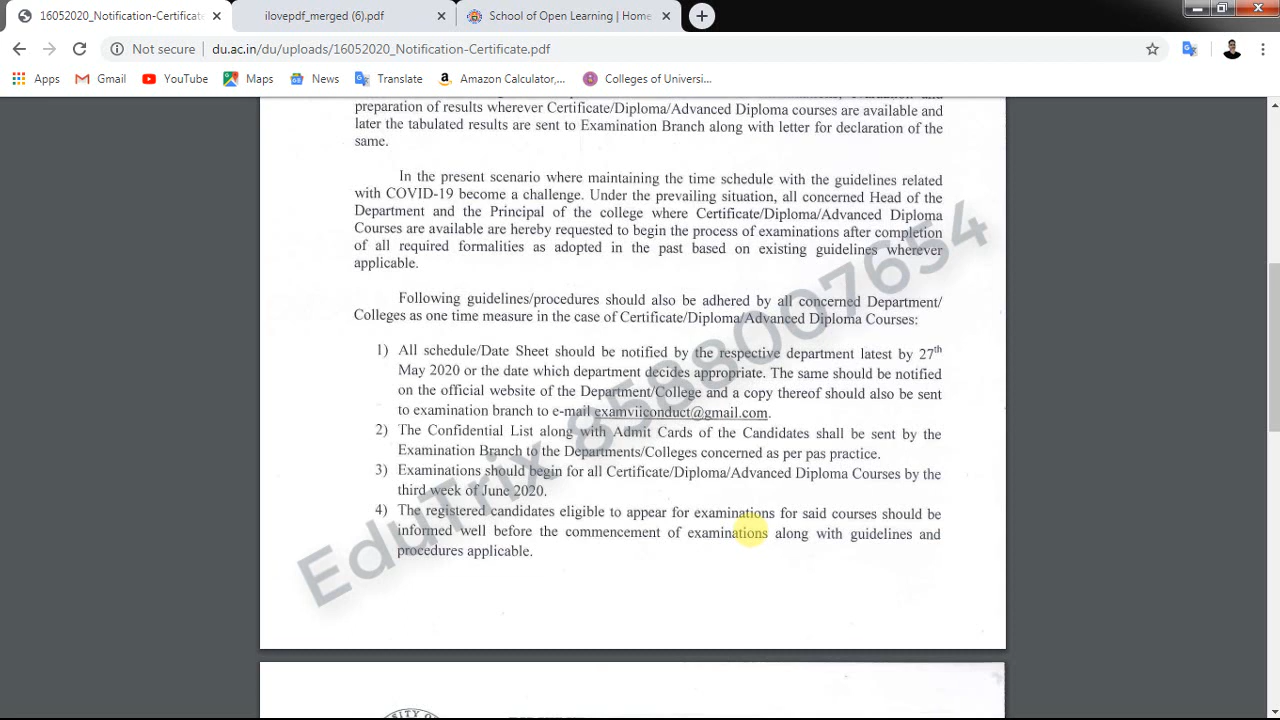 16052020_Notification-Certificate
ilovepdf_merged (6).pdf
School of Open Learning | Home
Not secure | du.ac.in/du/uploads/16052020_Notification-Certificate.pdf
Apps Gmail YouTube Maps News Translate Amazon Calculator,... Colleges of Universi...
preparation of results wherever Certificate/Diploma/Advanced Diploma courses are available and
later the tabulated results are sent to Examination Branch along with letter for declaration of the
same.
In the present scenario where maintaining the time schedule with the guidelines related
with COVID-19 become a challenge. Under the prevailing situation, all concerned Head of the
Department and the Principal of the college where Certificate/Diploma/Advanced Diploma
Courses are available are hereby requested to begin the process of examinations after completion
of all required formalities as adopted in the past based on existing guidelines wherever
applicable.
Following guidelines/procedures should also be adhered by all concerned Department/
Colleges as one time measure in the case of Certificate/Diploma/Advanced Diploma Courses:
1) All schedule/Date Sheet should be notified by the respective department latest by 27th
May 2020 or the date which department decides appropriate. The same should be notified
on the official website of the Department/College and a copy thereof should also be sent
to examination branch to e-mail examviiconduct@gmail.com.
2) The Confidential List along with Admit Cards of the Candidates shall be sent by the
Examination Branch to the Departments/Colleges concerned as per pas practice.
3) Examinations should begin for all Certificate/Diploma/Advanced Diploma Courses by the
third week of June 2020.
4) The registered candidates eligible to appear for examinations for said courses should be
informed well before the commencement of examinations along with guidelines and
procedures applicable.
EduTrix 8588007654